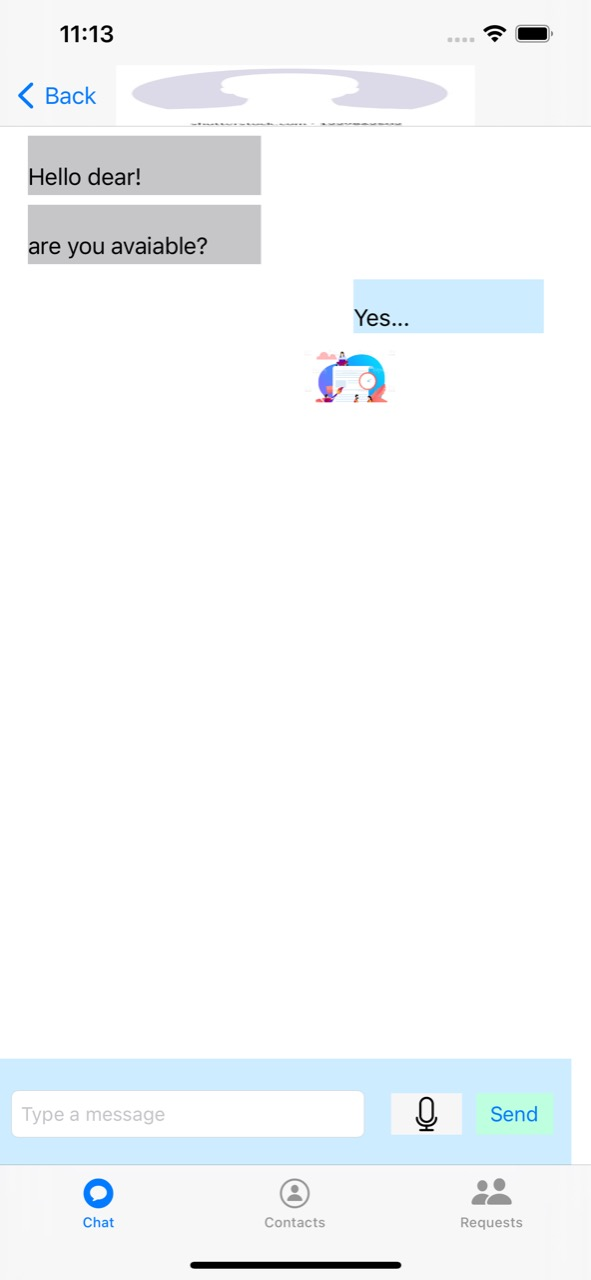 11:13
Back
Hello dear!
are you avaiable?
Yes...
Type a message
Send
Chat
Contacts
Requests